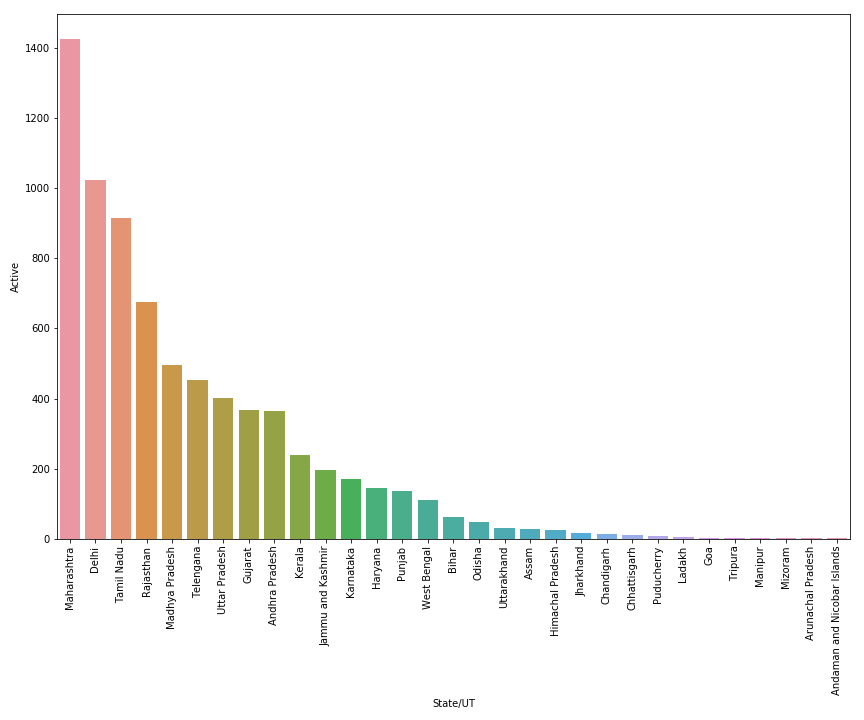 1400
1200
1000
800
600
400
200
0
Active
Maharashtra
Delhi
Tamil Nadu
Rajasthan
Madhya Pradesh
Telengana
Uttar Pradesh
Gujarat
Andhra Pradesh
Kerala
Jammu and Kashmir
Karnataka
Haryana
Punjab
West Bengal
Bihar
Odisha
Uttarakhand
Assam
Himachal Pradesh
Jharkhand
Chandigarh
Chhattisgarh
Puducherry
Ladakh
Goa
Tripura
Manipur
Mizoram
Arunachal Pradesh
Andaman and Nicobar Islands
State/UT